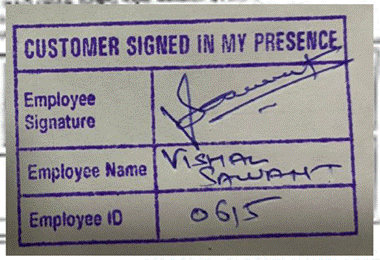 CUSTOMER SIGNED IN MY PRESENCE
Employee
Signature
Employee Name VISHAL
SAWANT
Employee ID 0615